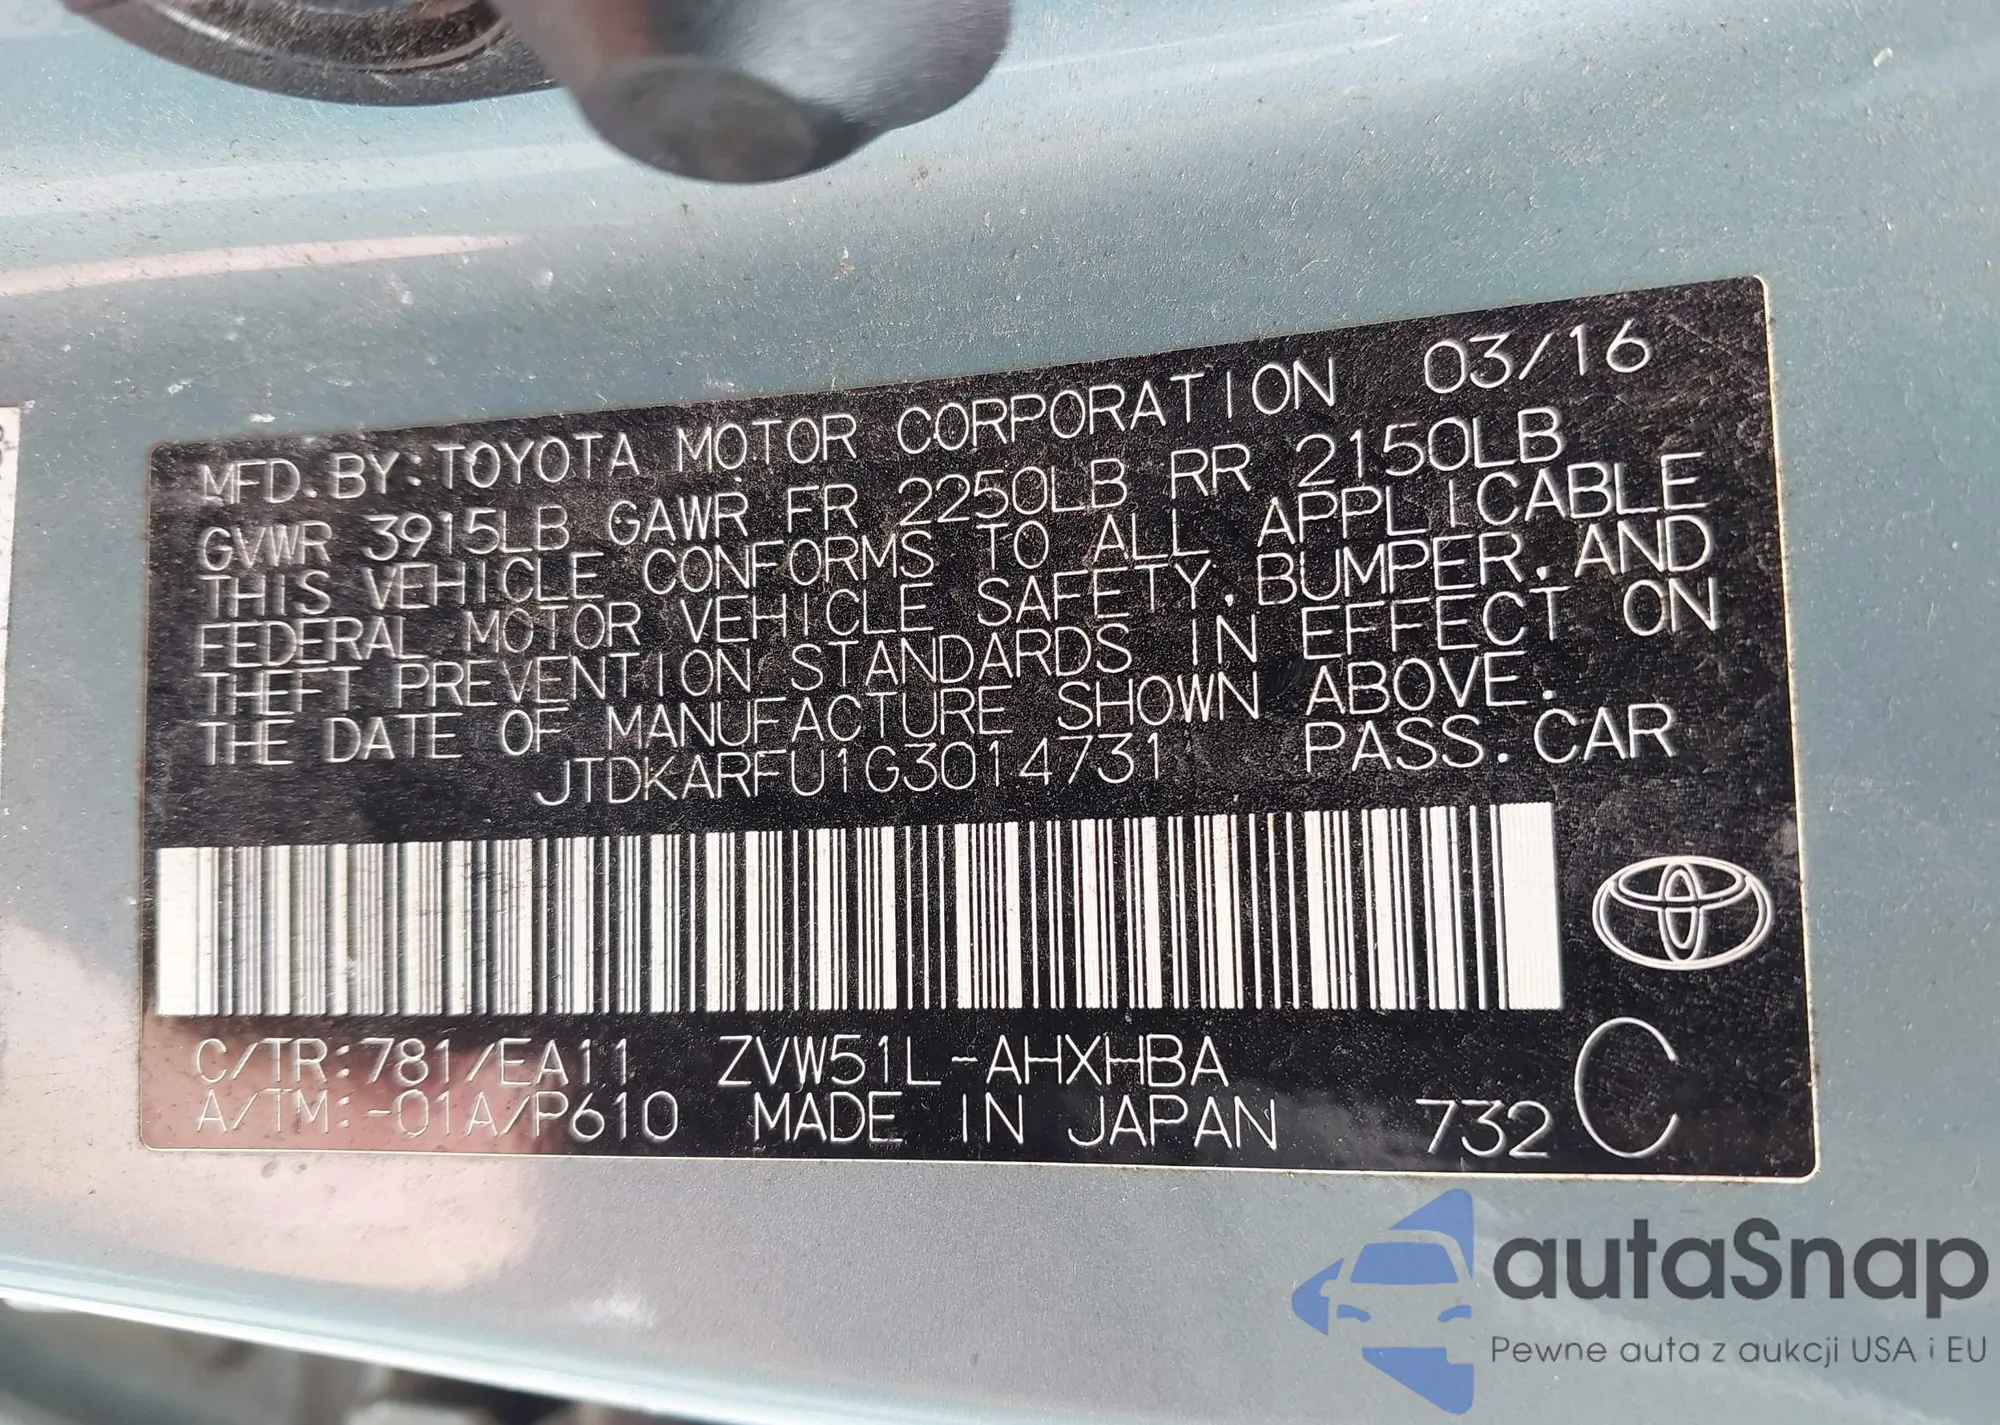 MFD. BY: TOYOTA MOTOR CORPORATION 03/16
GVWR 3915LB GAWR FR 2250LB RR 2150LB
THIS VEHICLE CONFORMS TO ALL APPLICABLE
FEDERAL MOTOR VEHICLE SAFETY, BUMPER, AND
THEFT PREVENTION STANDARDS IN EFFECT ON
THE DATE OF MANUFACTURE SHOWN ABOVE.
JTDKARFU1G3014731 PASS. CAR
C/TR: 781/EA11 ZVW51L-AHXHBA
A/TM: -01A/P610 MADE IN JAPAN 732 C
autaSnap
Pewne auta z aukcji USA i EU